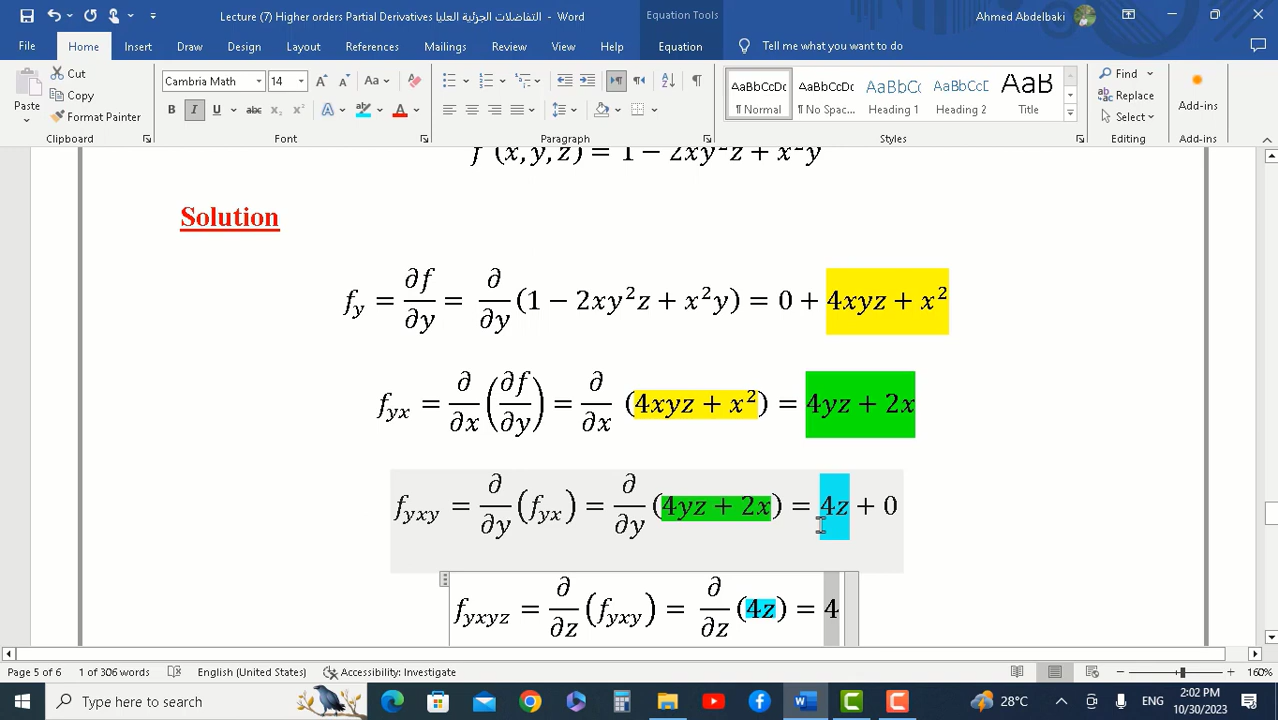 Lecture (7) Higher orders Partial Derivatives التفاضلات الجزئية العليا - Word
Equation Tools
Ahmed Abdelbaki
File Home Insert Draw Design Layout References Mailings Review View Help Equation Tell me what you want to do
Paste
Cut
Copy
Format Painter
Cambria Math 14
AaBbCcDc AaBbCcDc AaBbCc AaBbCcD AaB
¶ Normal ¶ No Spac... Heading 1 Heading 2 Title
Find
Replace
Select
Add-ins
Clipboard Font Paragraph Styles Editing Add-ins
f (x, y, z) = 1 − 2xy²z + x²y
Solution
f_y = ∂f/∂y = ∂/∂y (1 − 2xy²z + x²y) = 0 + 4xyz + x²
f_yx = ∂/∂x (∂f/∂y) = ∂/∂x (4xyz + x²) = 4yz + 2x
f_yxy = ∂/∂y (f_yx) = ∂/∂y (4yz + 2x) = 4z + 0
f_yxyz = ∂/∂z (f_yxy) = ∂/∂z (4z) = 4
Page 5 of 6 1 of 306 words English (United States) Accessibility: Investigate 160%
Type here to search
28°C
ENG
2:02 PM
10/30/2023